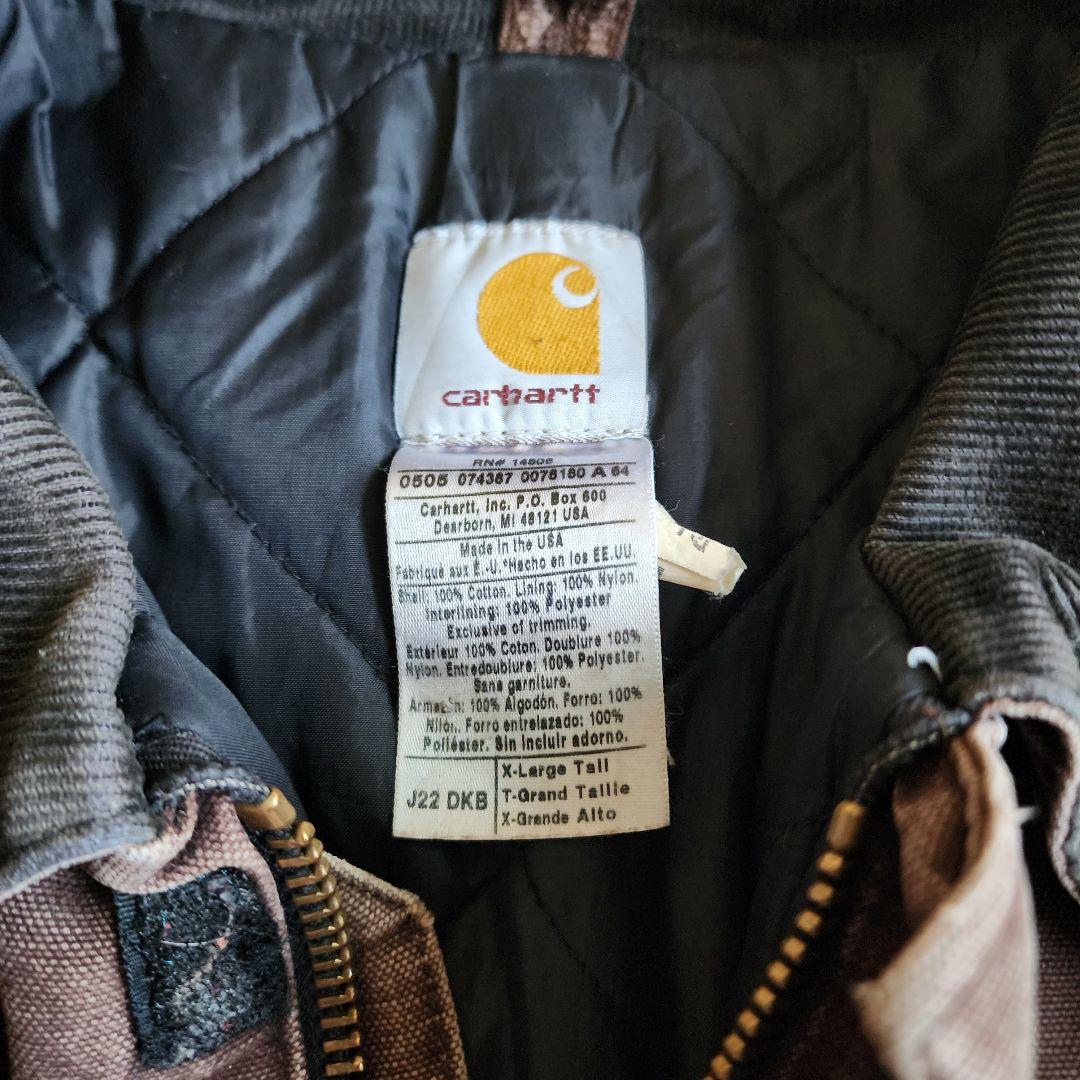 carhartt
RN# 14806
0505 074387 0076180 A 64
Carhartt, Inc. P.O. Box 600
Dearborn, MI 48121 USA
Made in the USA
Fabriqué aux É.-U. *Hecho en los EE.UU.
Shell: 100% Cotton. Lining: 100% Nylon.
Interlining: 100% Polyester
Exclusive of trimming.
Extérieur 100% Coton. Doublure 100%
Nylon. Entredoublure: 100% Polyester.
Sans garniture.
Armazón: 100% Algodón. Forro: 100%
Nilón. Forro entrelazado: 100%
Poliéster. Sin incluir adorno.
J22 DKB
X-Large Tall
T-Grand Taille
X-Grande Alto